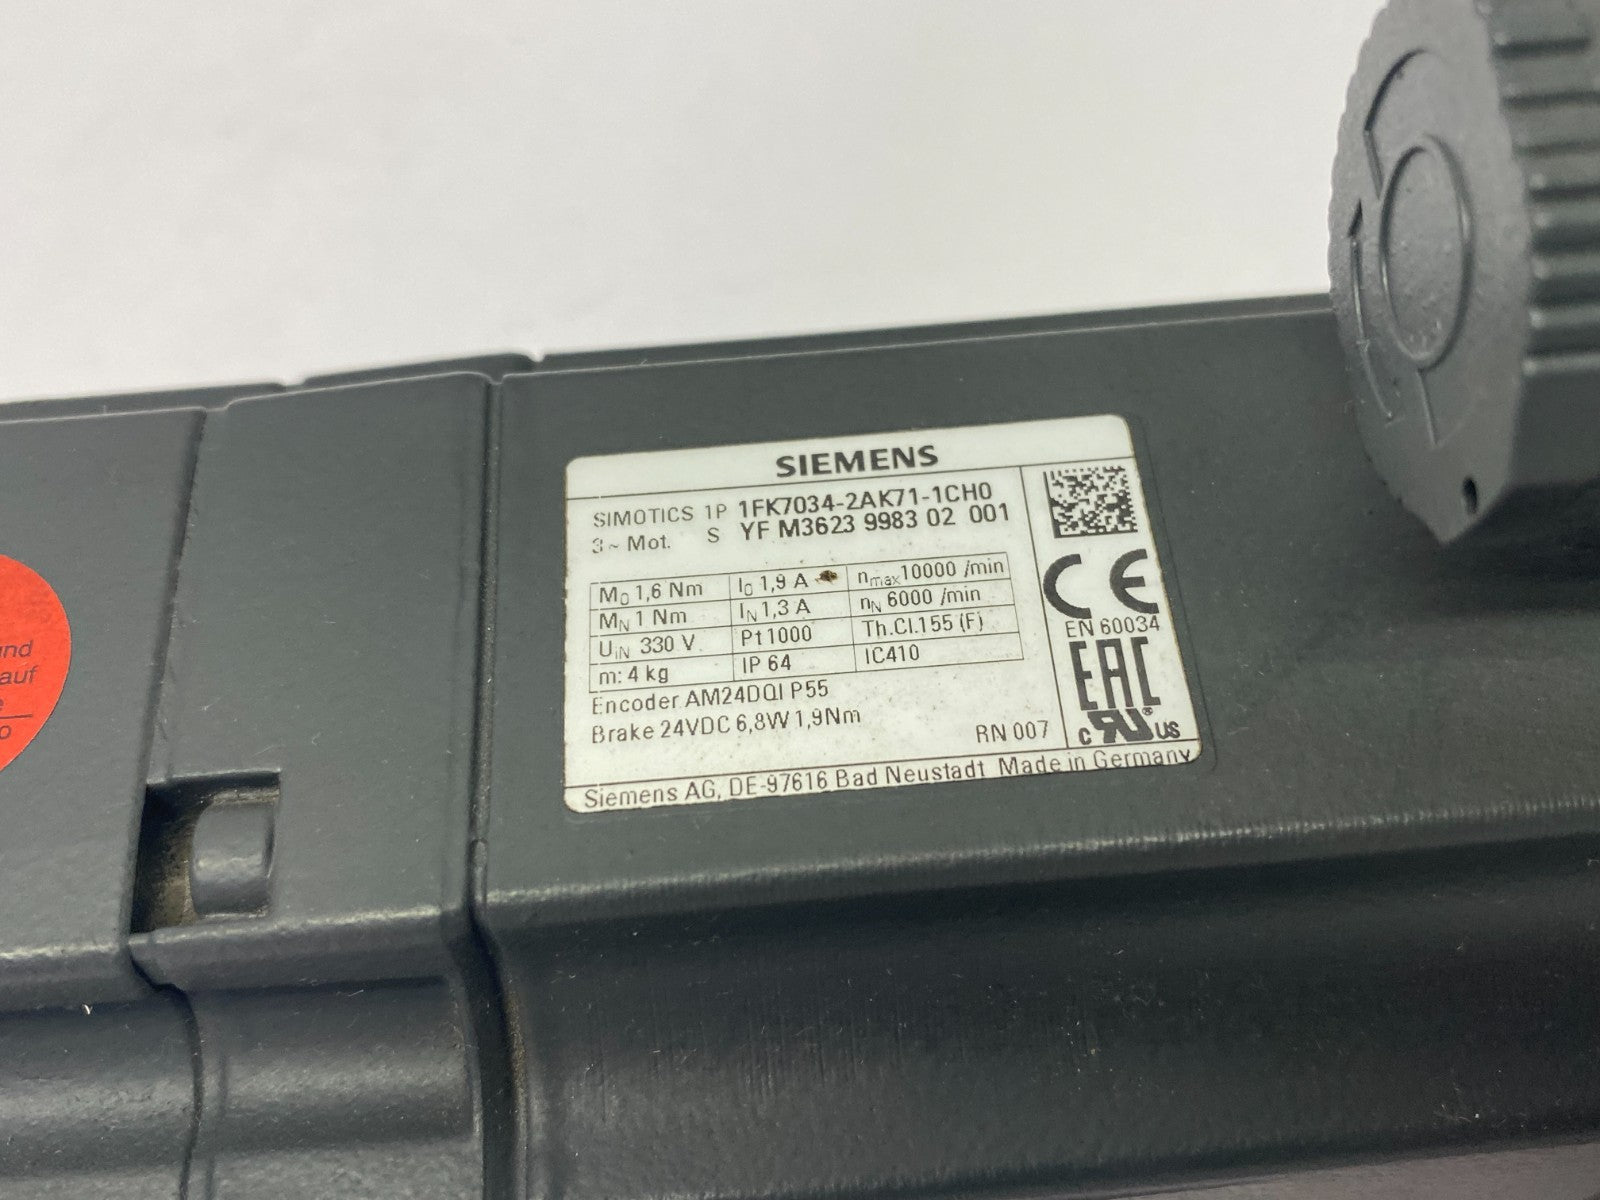 SIEMENS
SIMOTICS 1P 1FK7034-2AK71-1CH0
3~Mot. S YF M3623 9983 02 001
M0 1,6 Nm I0 1,9 A nmax 10000 /min
MN 1 Nm IN 1,3 A nN 6000 /min
UIN 330 V Pt1000 Th.Cl.155 (F)
m: 4 kg IP 64 IC410
Encoder AM24DQI P55
Brake 24VDC 6,8W 1,9Nm
RN 007
CE
EN 60034
EAC
c RU ® US
Siemens AG, DE-97616 Bad Neustadt Made in Germany
und
auf
e